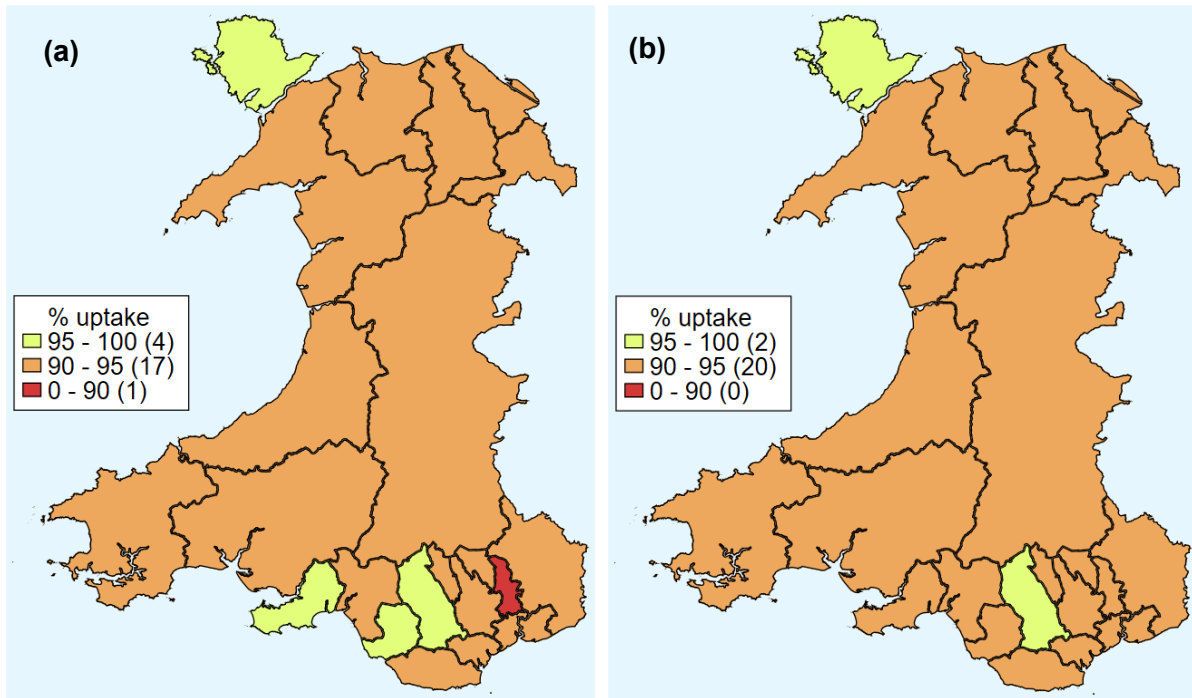 (a)
% uptake
95 - 100 (4)
90 - 95 (17)
0 - 90 (1)
(b)
% uptake
95 - 100 (2)
90 - 95 (20)
0 - 90 (0)